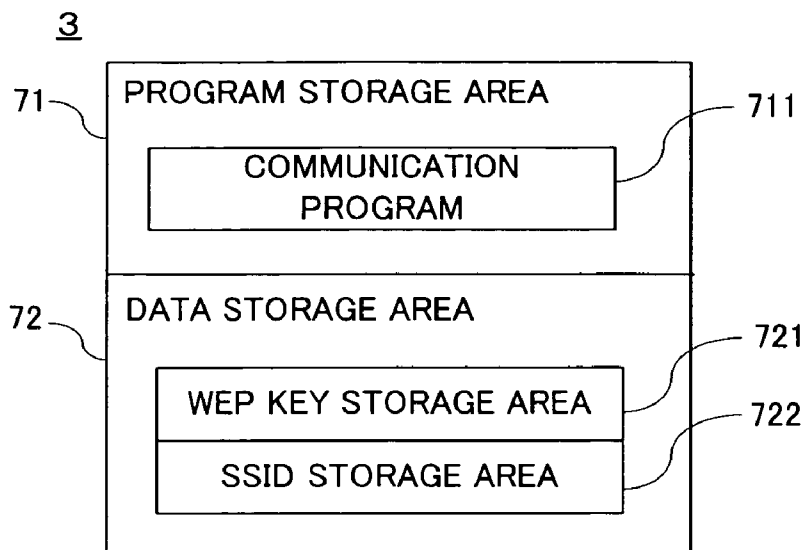 3
71
PROGRAM STORAGE AREA
711
COMMUNICATION
PROGRAM
72
DATA STORAGE AREA
721
WEP KEY STORAGE AREA
722
SSID STORAGE AREA